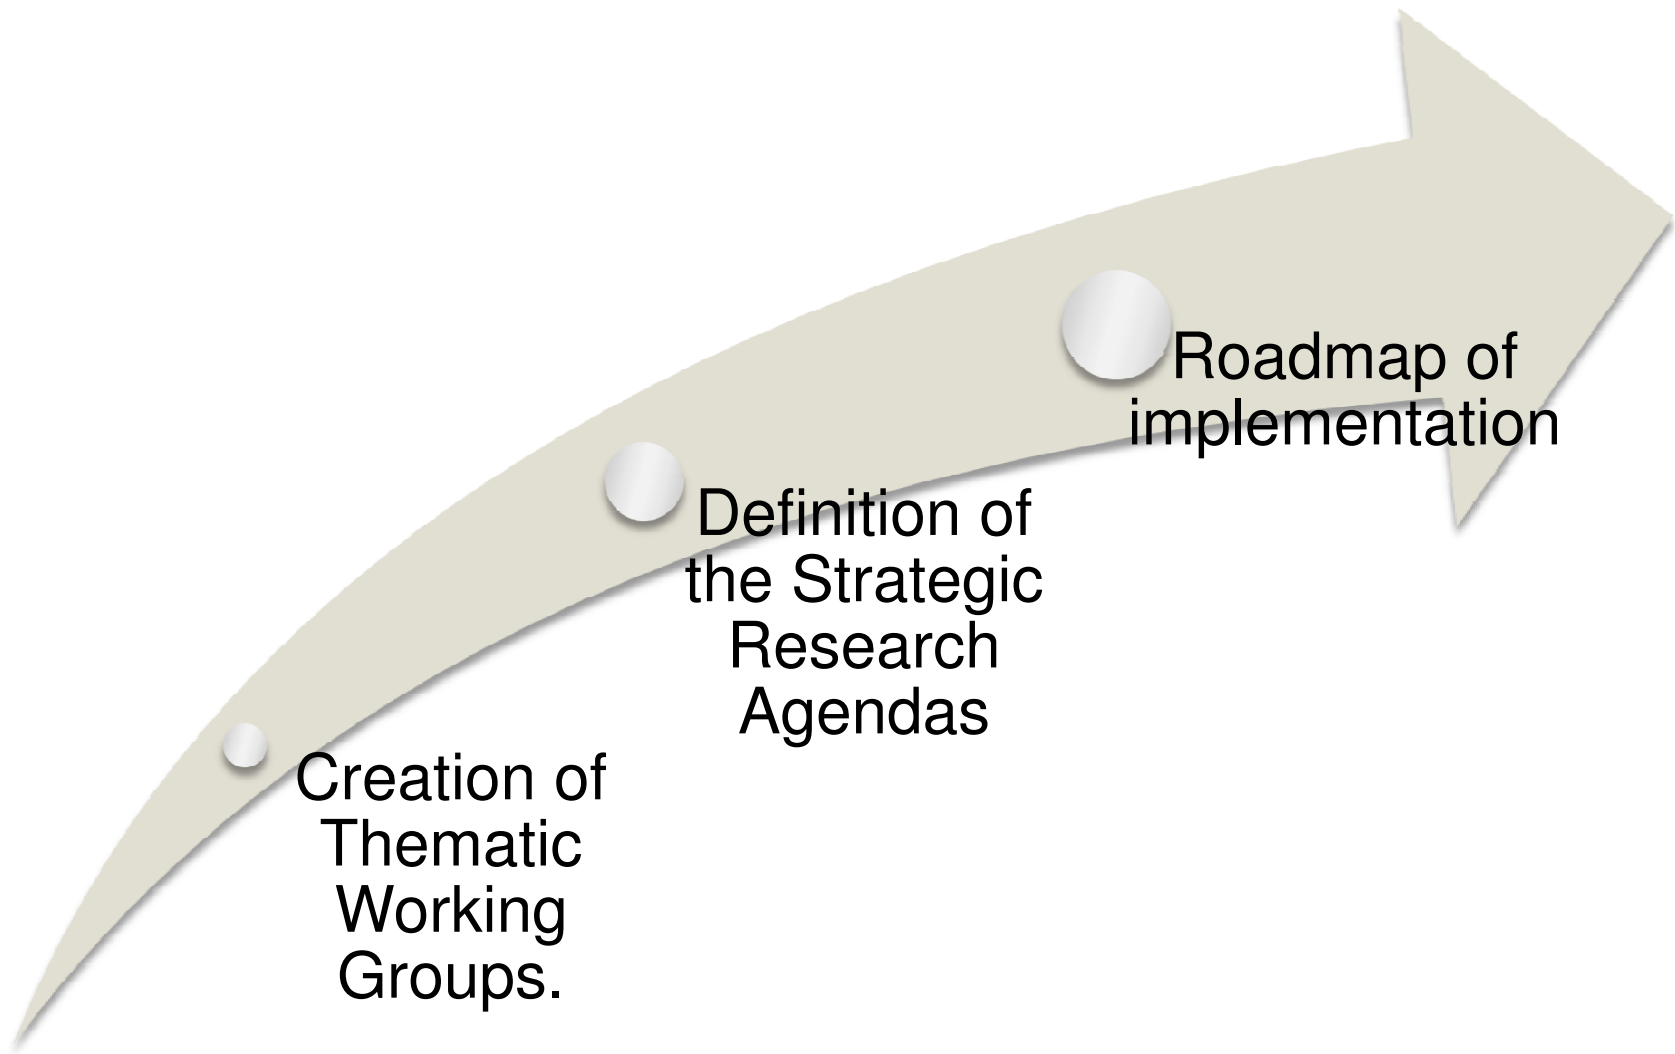 Creation of
Thematic
Working
Groups.
Definition of
the Strategic
Research
Agendas
Roadmap of
implementation